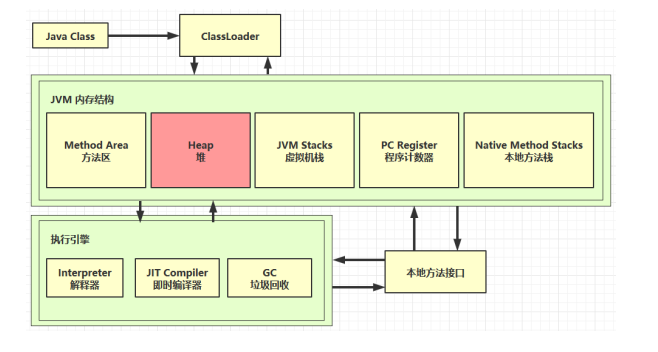 Java Class
ClassLoader
JVM 内存结构
Method Area
方法区
Heap
堆
JVM Stacks
虚拟机栈
PC Register
程序计数器
Native Method Stacks
本地方法栈
执行引擎
Interpreter
解释器
JIT Compiler
即时编译器
GC
垃圾回收
本地方法接口